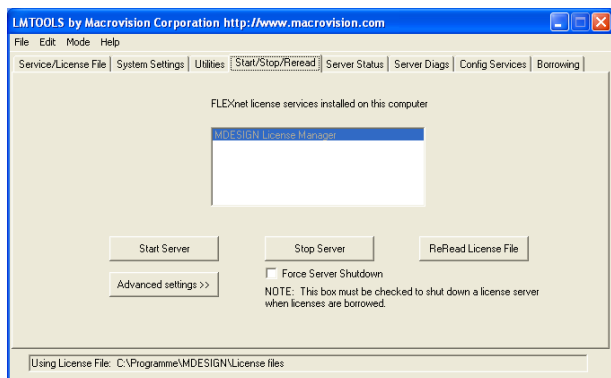 LMTOOLS by Macrovision Corporation http://www.macrovision.com
File Edit Mode Help
Service/License File System Settings Utilities Start/Stop/Reread Server Status Server Diags Config Services Borrowing
FLEXnet license services installed on this computer
MDESIGN License Manager
Start Server Stop Server ReRead License File
Advanced settings >> Force Server Shutdown
NOTE: This box must be checked to shut down a license server
when licenses are borrowed.
Using License File: C:\Programme\MDESIGN\License files